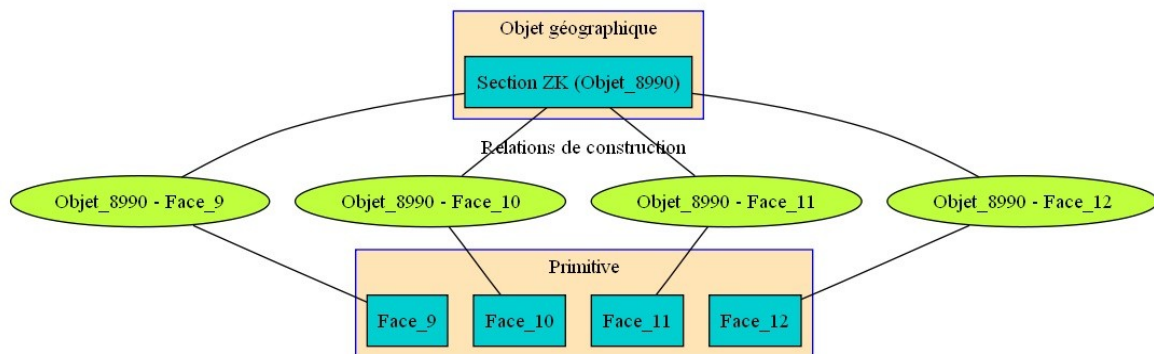 Objet géographique
Section ZK (Objet_8990)
Relations de construction
Objet_8990 - Face_9
Objet_8990 - Face_10
Objet_8990 - Face_11
Objet_8990 - Face_12
Primitive
Face_9
Face_10
Face_11
Face_12